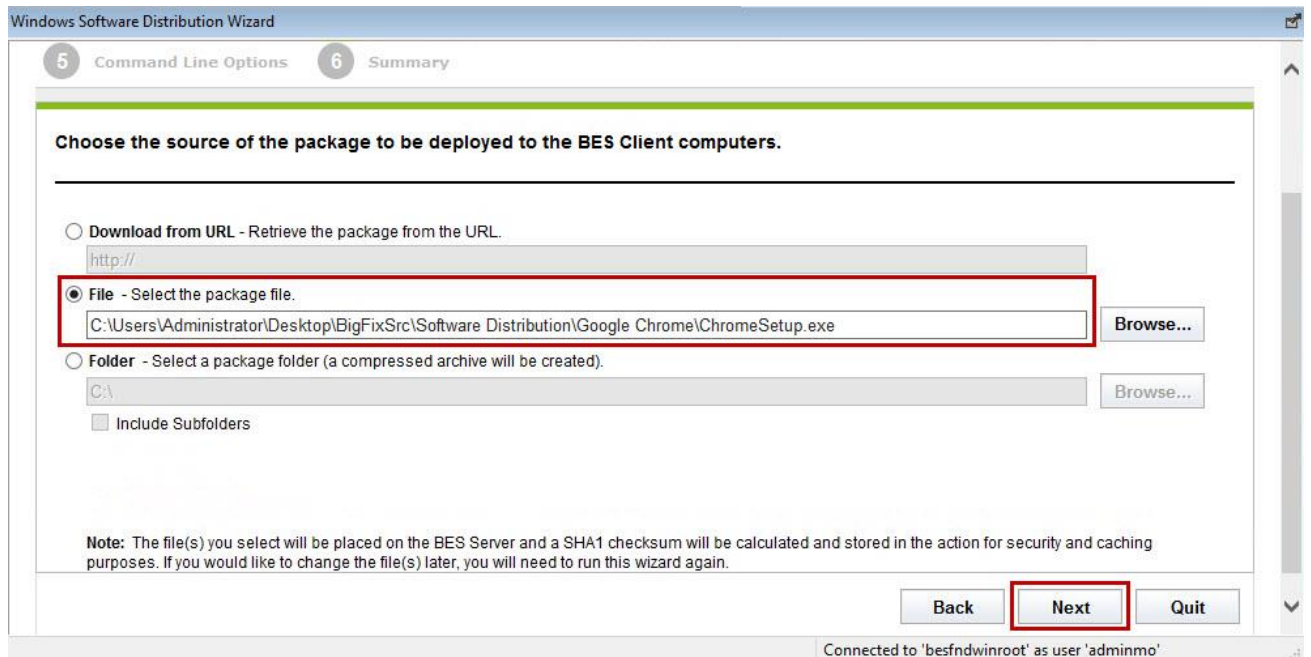 Windows Software Distribution Wizard
5 Command Line Options 6 Summary
Choose the source of the package to be deployed to the BES Client computers.
Download from URL - Retrieve the package from the URL.
http://
File - Select the package file.
C:\Users\Administrator\Desktop\BigFixSrc\Software Distribution\Google Chrome\ChromeSetup.exe Browse...
Folder - Select a package folder (a compressed archive will be created).
C:\ Browse...
Include Subfolders
Note: The file(s) you select will be placed on the BES Server and a SHA1 checksum will be calculated and stored in the action for security and caching
purposes. If you would like to change the file(s) later, you will need to run this wizard again.
Back Next Quit
Connected to 'besfndwinroot' as user 'adminmo'